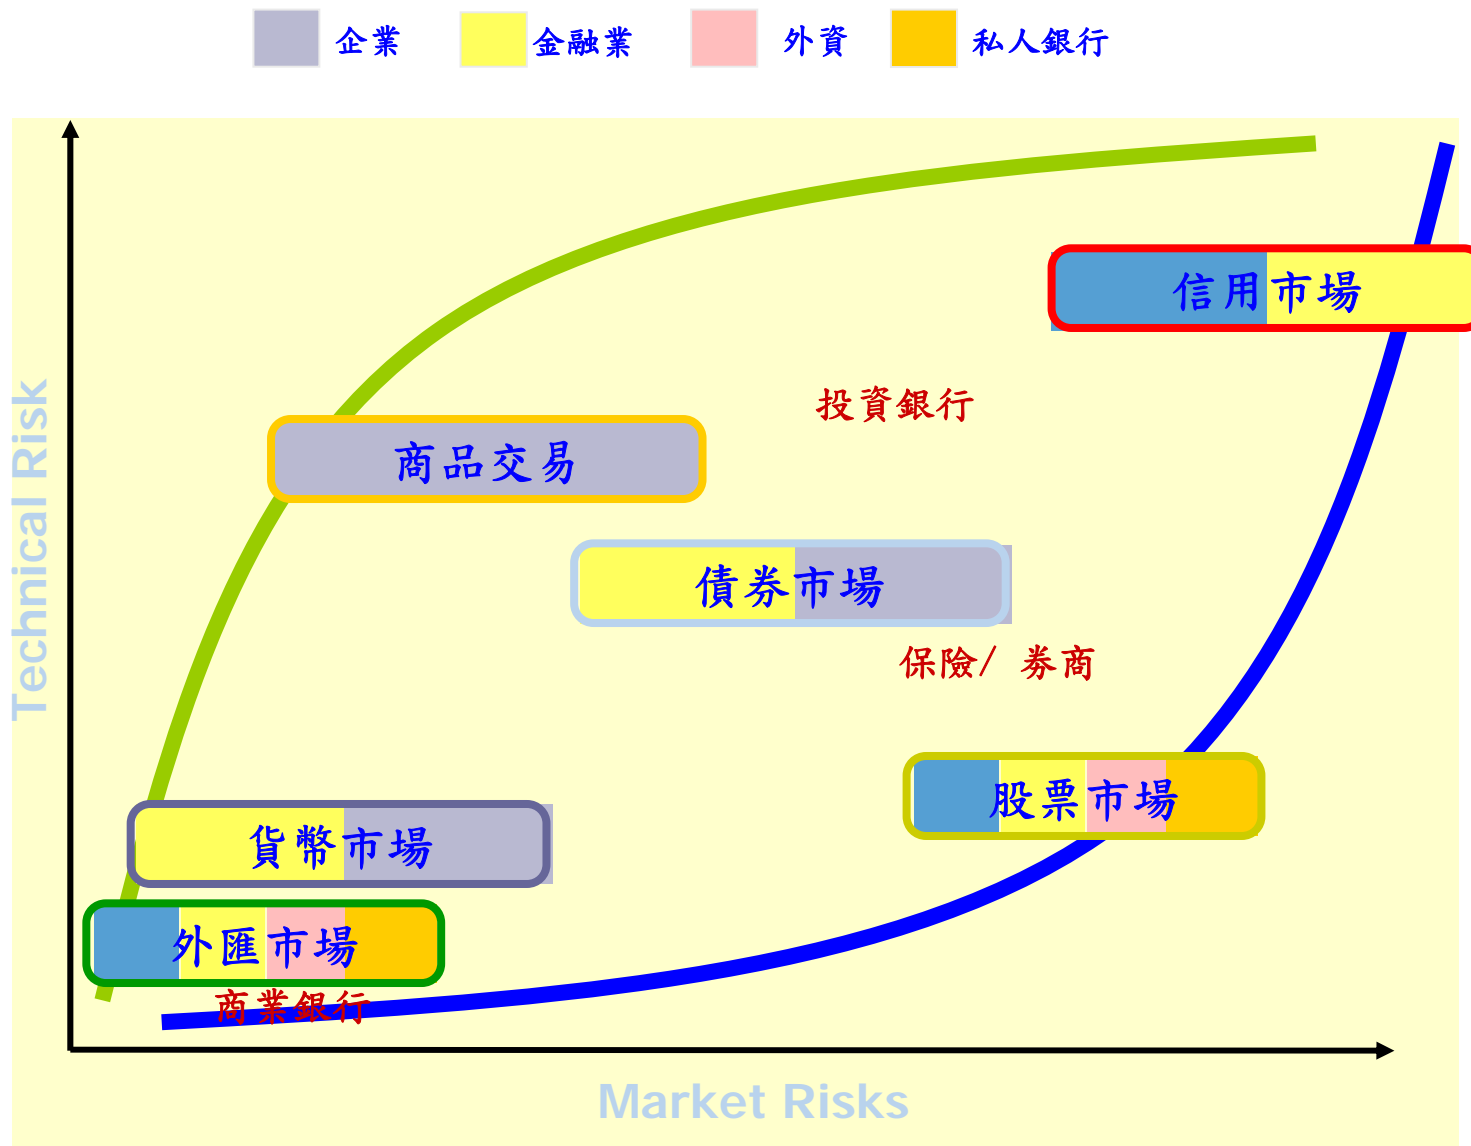 企業 金融業 外資 私人銀行
信用市場
投資銀行
商品交易
Technical Risk
債券市場
保險/ 券商
股票市場
貨幣市場
外匯市場
商業銀行
Market Risks